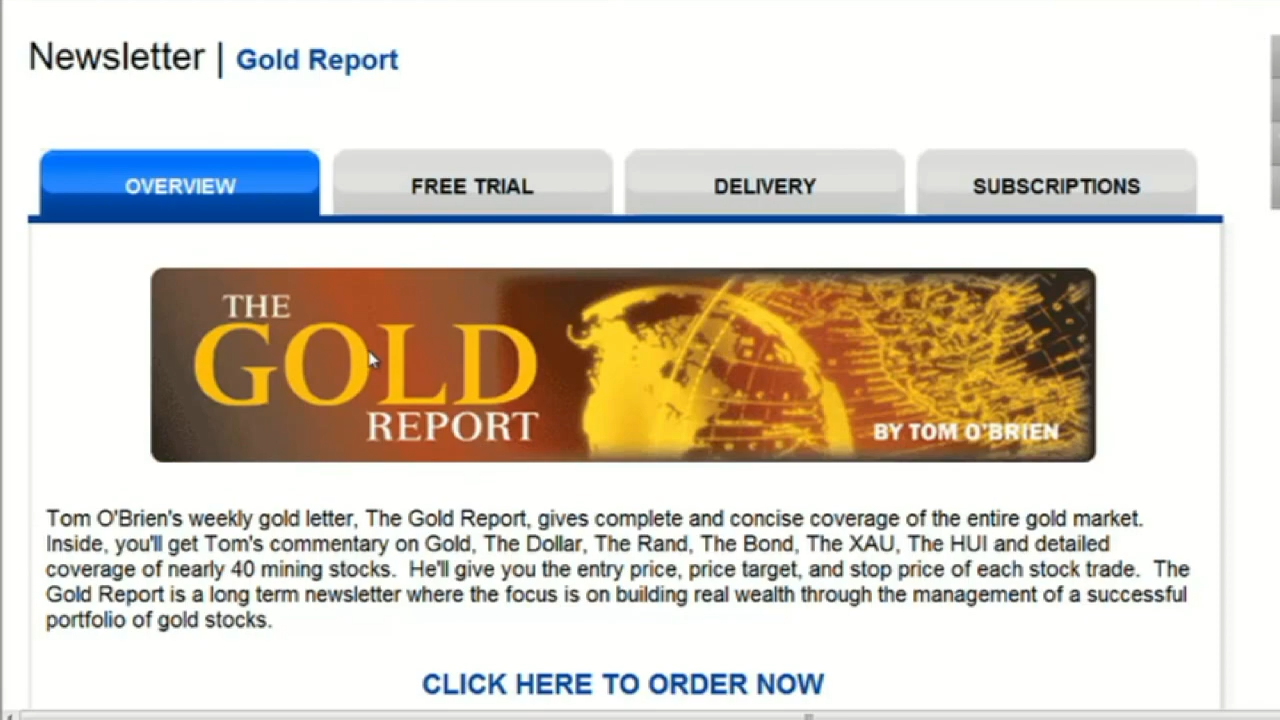 Newsletter | Gold Report
OVERVIEW
FREE TRIAL
DELIVERY
SUBSCRIPTIONS
THE
GOLD
REPORT
BY TOM O'BRIEN
Tom O'Brien's weekly gold letter, The Gold Report, gives complete and concise coverage of the entire gold market.
Inside, you'll get Tom's commentary on Gold, The Dollar, The Rand, The Bond, The XAU, The HUI and detailed
coverage of nearly 40 mining stocks.  He'll give you the entry price, price target, and stop price of each stock trade.  The
Gold Report is a long term newsletter where the focus is on building real wealth through the management of a successful
portfolio of gold stocks.
CLICK HERE TO ORDER NOW